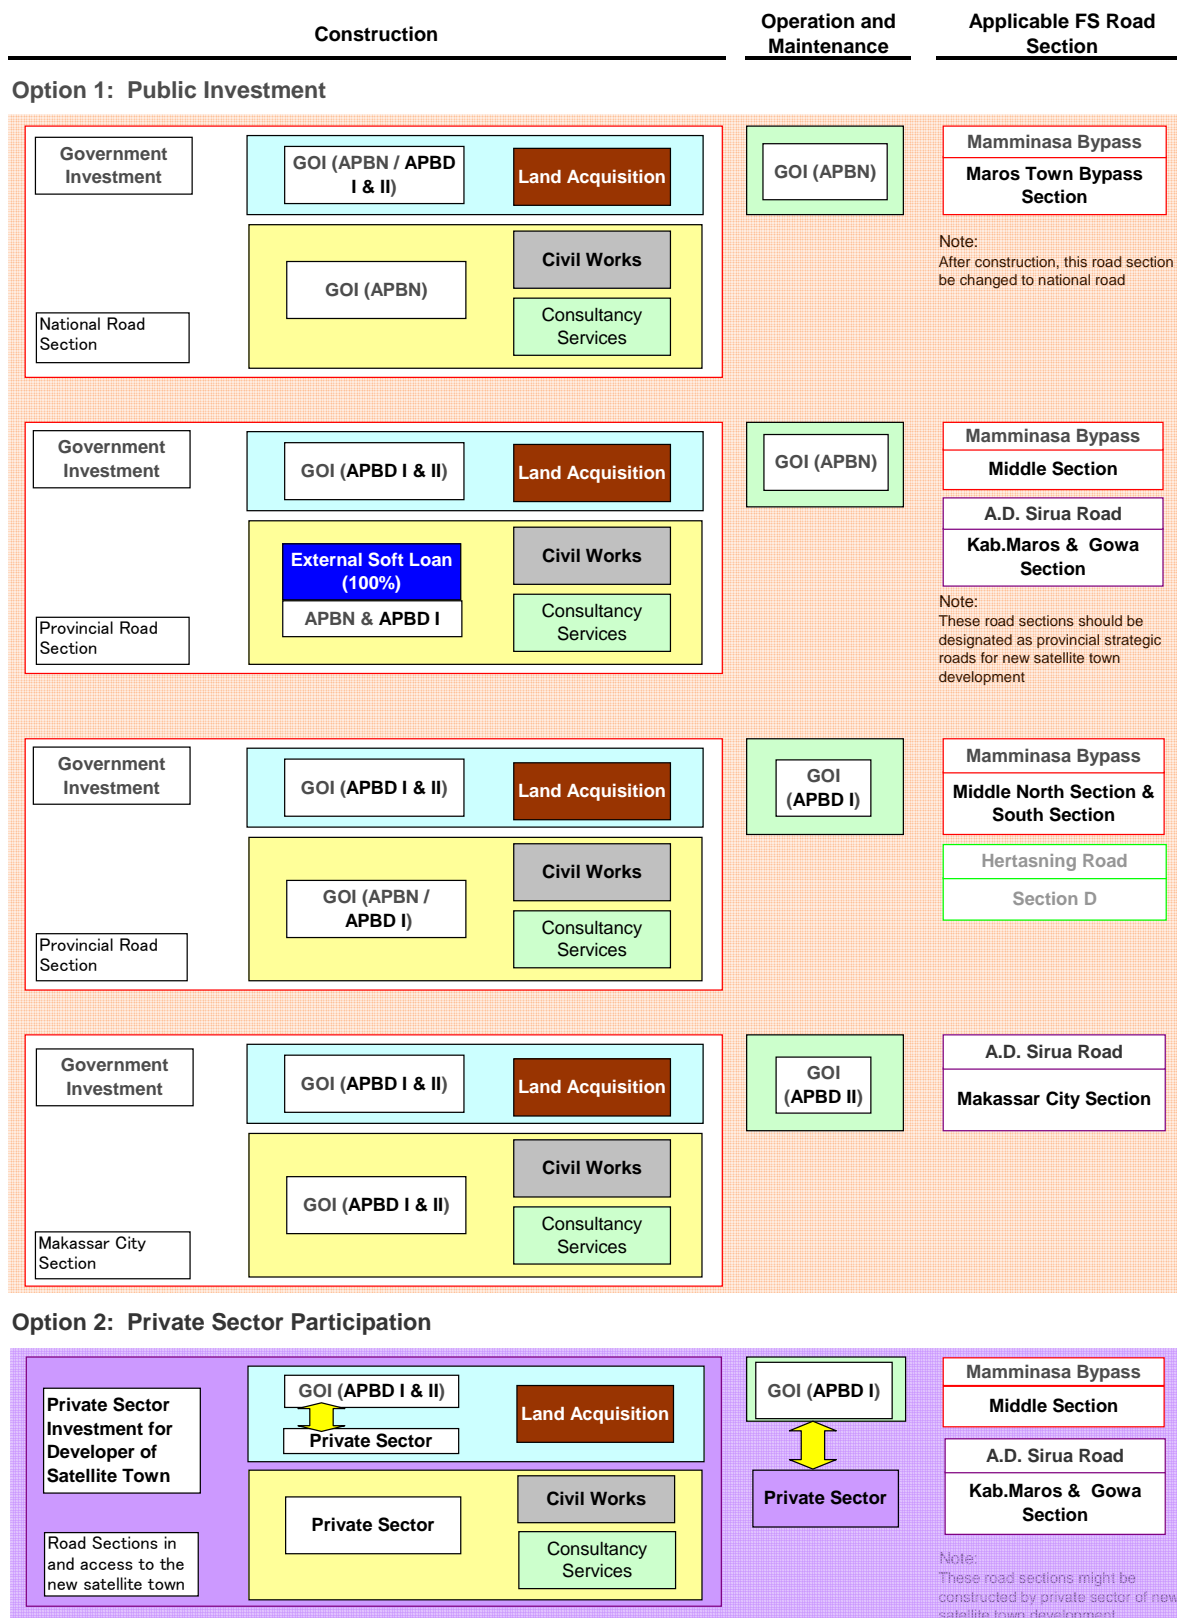 Construction
Operation and
Maintenance
Applicable FS Road
Section
Option 1: Public Investment
Government
Investment
GOI (APBN / APBD
I & II)
Land Acquisition
GOI (APBN)
Civil Works
Consultancy
Services
National Road
Section
GOI (APBN)
Mamminasa Bypass
Maros Town Bypass
Section
Note:
After construction, this road section
be changed to national road
Government
Investment
GOI (APBD I & II)
Land Acquisition
External Soft Loan
(100%)
APBN & APBD I
Civil Works
Consultancy
Services
Provincial Road
Section
GOI (APBN)
Mamminasa Bypass
Middle Section
A.D. Sirua Road
Kab.Maros & Gowa
Section
Note:
These road sections should be
designated as provincial strategic
roads for new satellite town
development
Government
Investment
GOI (APBD I & II)
Land Acquisition
GOI (APBN /
APBD I)
Civil Works
Consultancy
Services
Provincial Road
Section
GOI
(APBD I)
Mamminasa Bypass
Middle North Section &
South Section
Hertasning Road
Section D
Government
Investment
GOI (APBD I & II)
Land Acquisition
GOI (APBD I & II)
Civil Works
Consultancy
Services
Makassar City
Section
GOI
(APBD II)
A.D. Sirua Road
Makassar City Section
Option 2: Private Sector Participation
Private Sector
Investment for
Developer of
Satellite Town
GOI (APBD I & II)
Private Sector
Land Acquisition
Private Sector
Civil Works
Consultancy
Services
Road Sections in
and access to the
new satellite town
GOI (APBD I)
Private Sector
Mamminasa Bypass
Middle Section
A.D. Sirua Road
Kab.Maros & Gowa
Section
Note:
These road sections might be
constructed by private sector of new
satellite town development